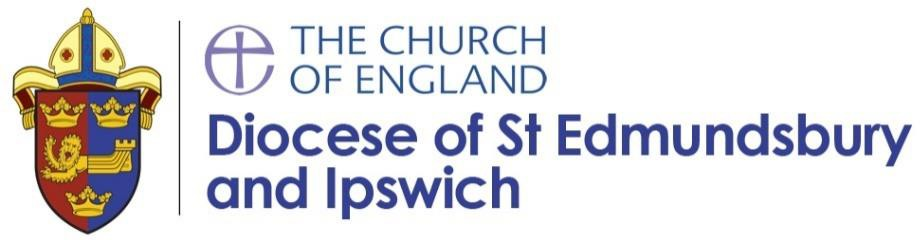 THE CHURCH
OF ENGLAND
Diocese of St Edmundsbury
and Ipswich